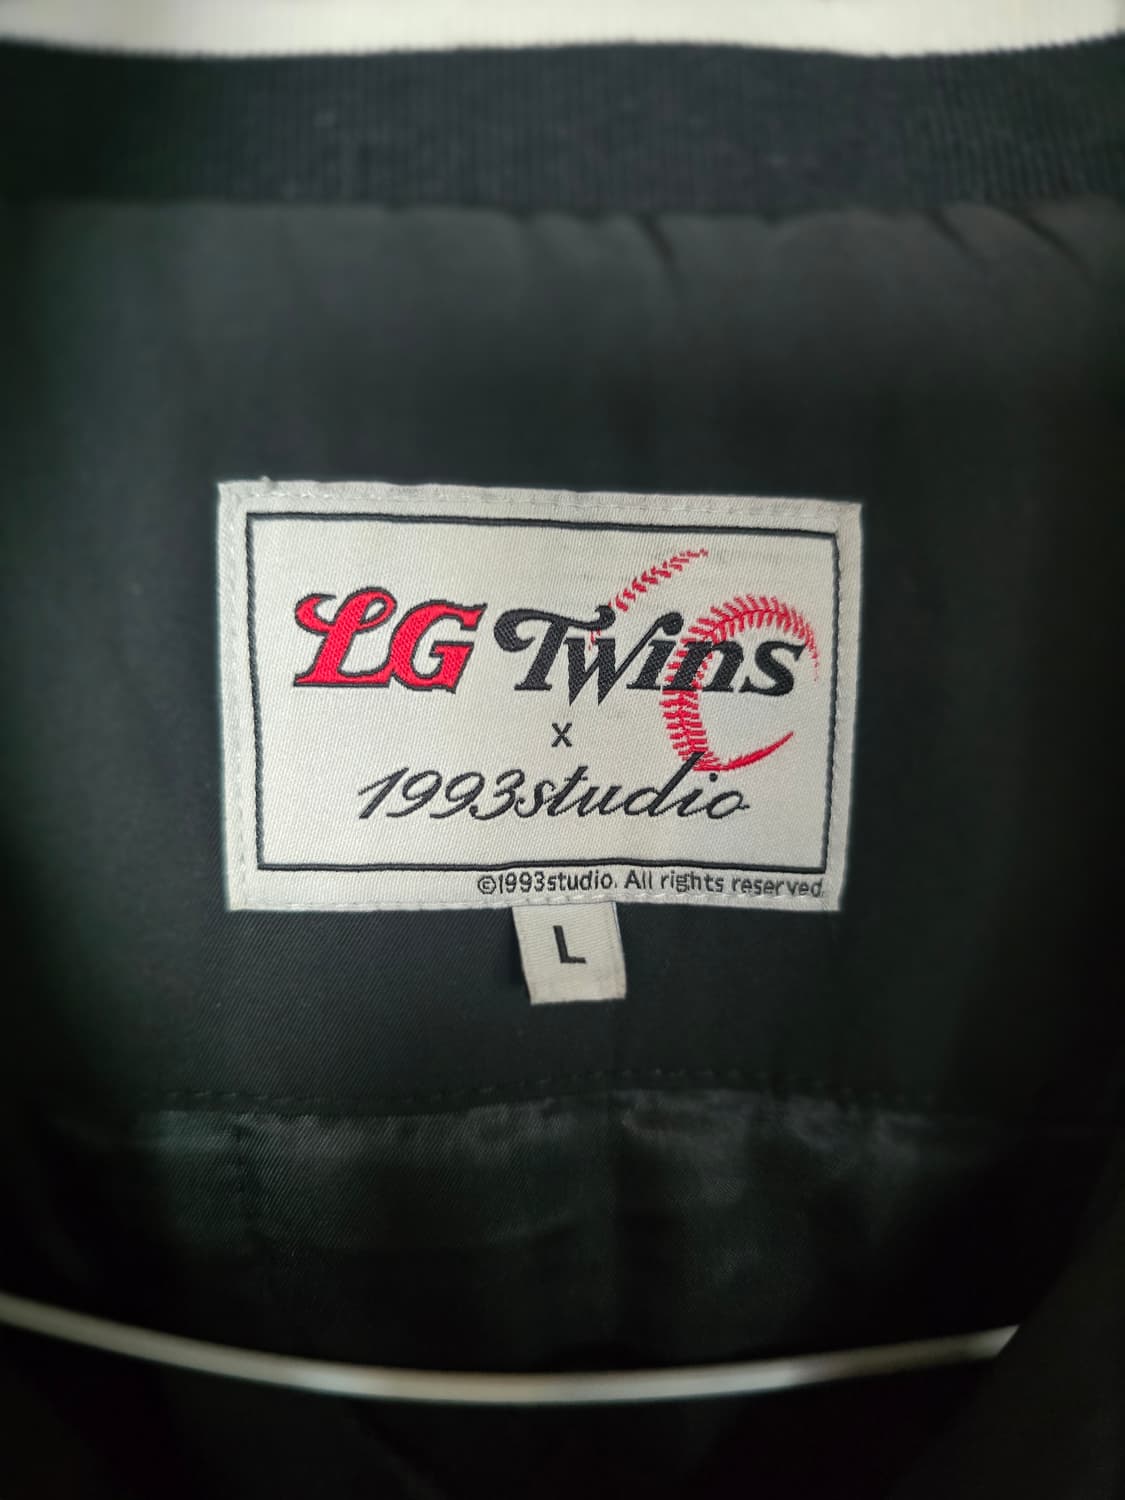 LG Twins
x
1993studio
©1993studio. All rights reserved.
L